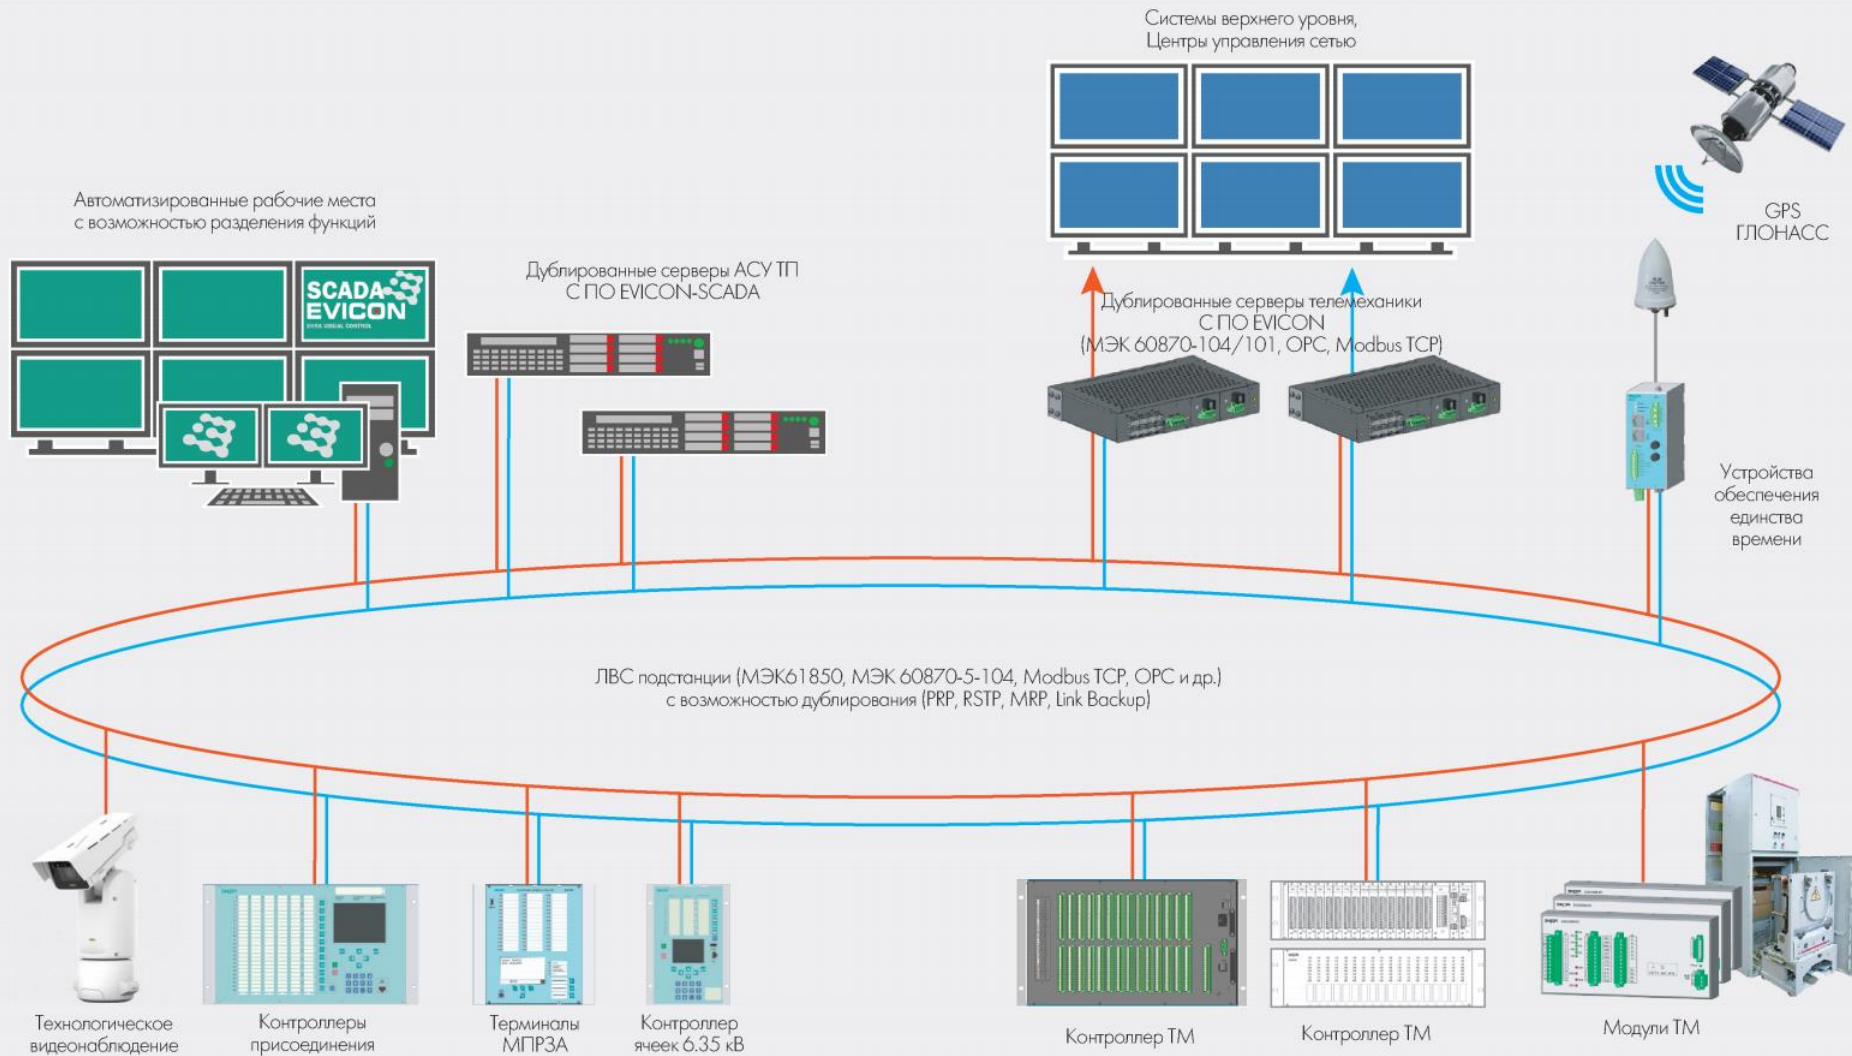 Системы верхнего уровня,
Центры управления сетью
GPS
ГЛОНАСС
Автоматизированные рабочие места
с возможностью разделения функций
SCADA
EVICON
Дублированные серверы АСУ ТП
С ПО EVICON-SCADA
Дублированные серверы телемеханики
С ПО EVICON
(МЭК 60870-104/101, ОРС, Modbus TCP)
Устройства
обеспечения
единства
времени
ЛВС подстанции (МЭК61850, МЭК 60870-5-104, Modbus TCP, ОРС и др.)
с возможностью дублирования (PRP, RSTP, MRP, Link Backup)
Технологическое
видеонаблюдение
Контроллеры
присоединения
Терминалы
МПРЗА
Контроллер
ячеек 6.35 кВ
Контроллер ТМ
Контроллер ТМ
Модули ТМ